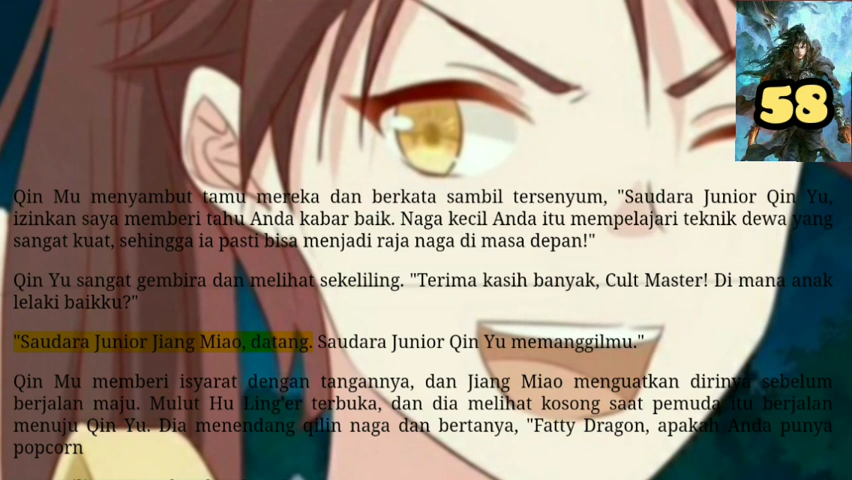 58
Qin Mu menyambut tamu mereka dan berkata sambil tersenyum, "Saudara Junior Qin Yu,
izinkan saya memberi tahu Anda kabar baik. Naga kecil Anda itu mempelajari teknik dewa yang
sangat kuat, sehingga ia pasti bisa menjadi raja naga di masa depan!"
Qin Yu sangat gembira dan melihat sekeliling. "Terima kasih banyak, Cult Master! Di mana anak
lelaki baikku?"
"Saudara Junior Jiang Miao, datang. Saudara Junior Qin Yu memanggilmu."
Qin Mu memberi isyarat dengan tangannya, dan Jiang Miao menguatkan dirinya sebelum
berjalan maju. Mulut Hu Ling'er terbuka, dan dia melihat kosong saat pemuda itu berjalan
menuju Qin Yu. Dia menendang qilin naga dan bertanya, "Fatty Dragon, apakah Anda punya
popcorn